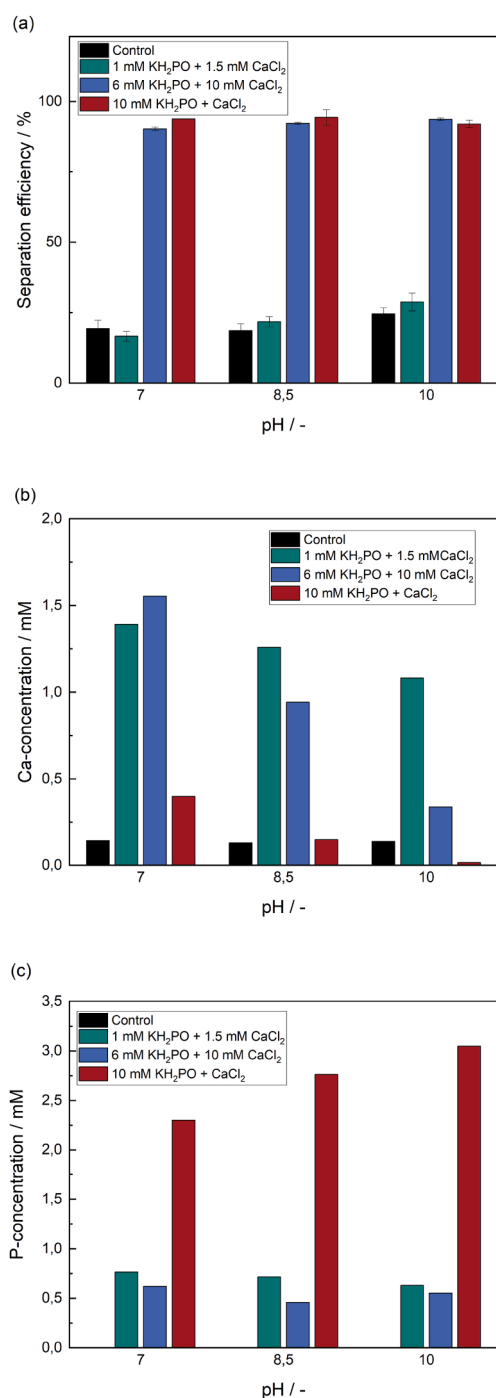 (a)
Control
1 mM KH₂PO + 1.5 mM CaCl₂
6 mM KH₂PO + 10 mM CaCl₂
10 mM KH₂PO + CaCl₂
100
50
0
Separation efficiency / %
7
8,5
10
pH / -
(b)
2,0
Control
1 mM KH₂PO + 1.5 mMCaCl₂
6 mM KH₂PO + 10 mM CaCl₂
10 mM KH₂PO + CaCl₂
1,5
1,0
0,5
0,0
Ca-concentration / mM
7
8,5
10
pH / -
(c)
3,5
Control
1 mM KH₂PO + 1.5 mM CaCl₂
6 mM KH₂PO + 10 mM CaCl₂
10 mM KH₂PO + CaCl₂
3,0
2,5
2,0
1,5
1,0
0,5
0,0
P-concentration / mM
7
8,5
10
pH / -